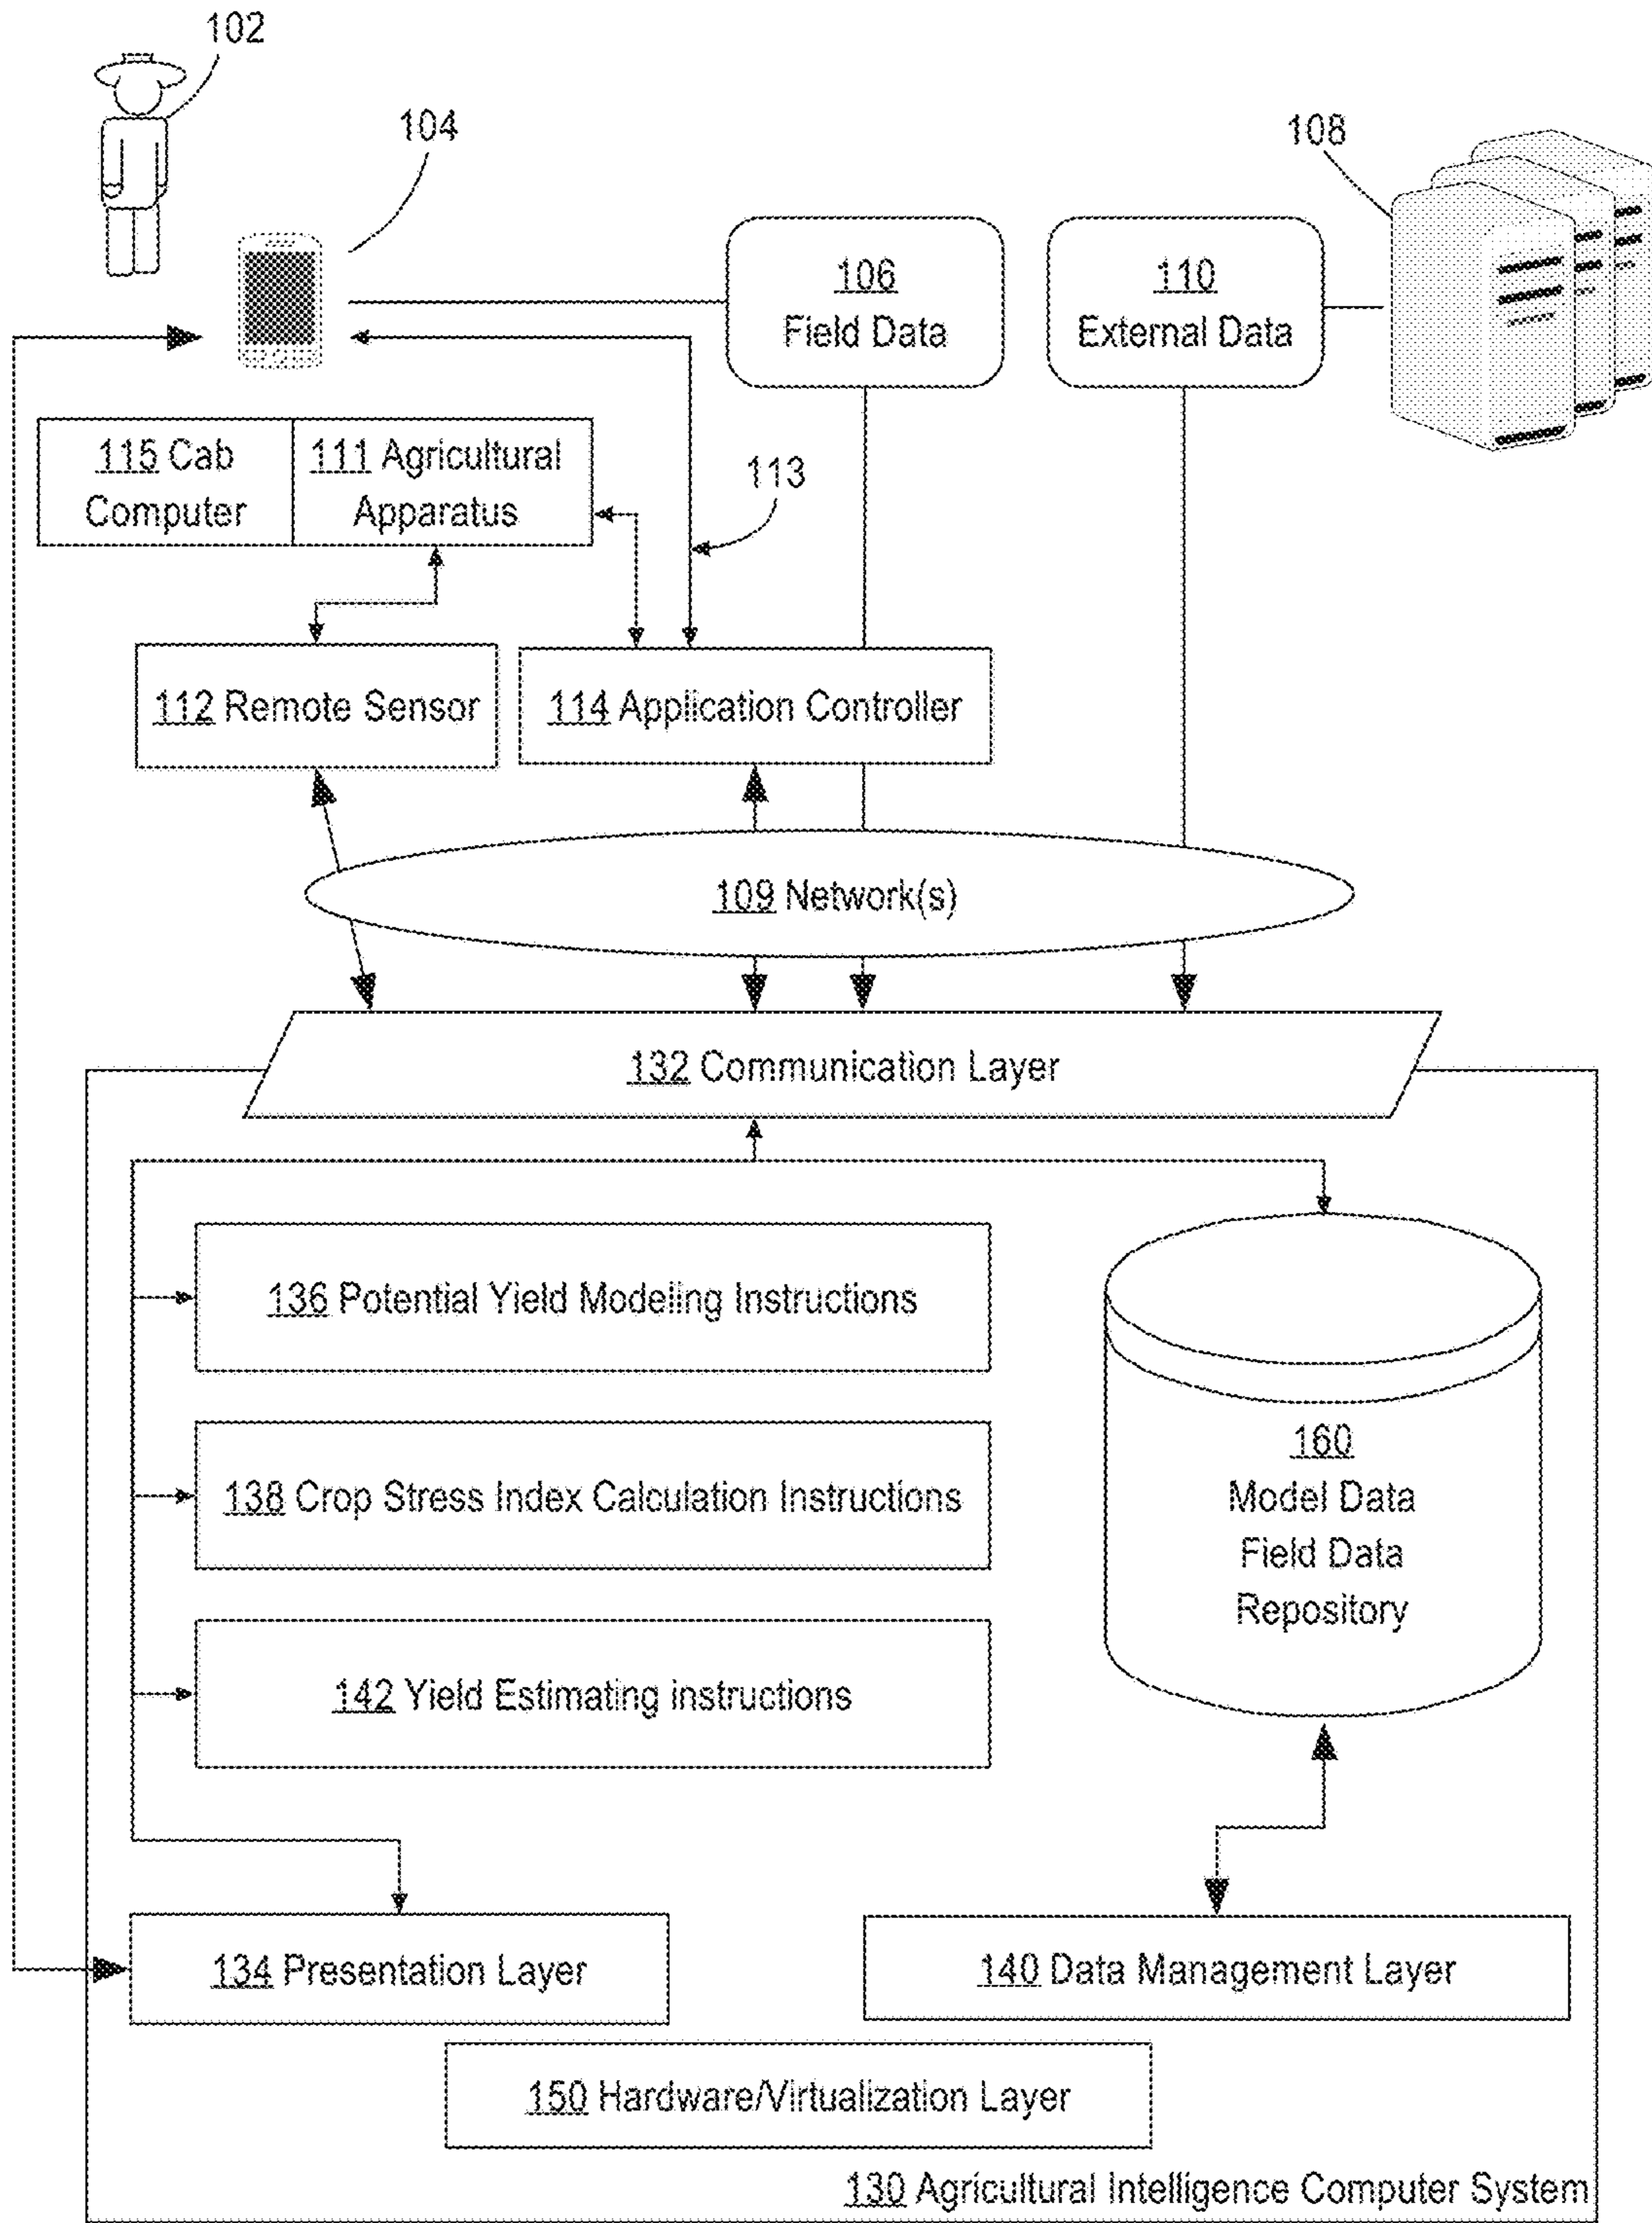 102
104
108
106
Field Data
110
External Data
115 Cab
Computer
111 Agricultural
Apparatus
113
112 Remote Sensor
114 Application Controller
109 Network(s)
132 Communication Layer
136 Potential Yield Modeling Instructions
138 Crop Stress Index Calculation Instructions
142 Yield Estimating instructions
160
Model Data
Field Data
Repository
134 Presentation Layer
140 Data Management Layer
150 Hardware/Virtualization Layer
130 Agricultural Intelligence Computer System